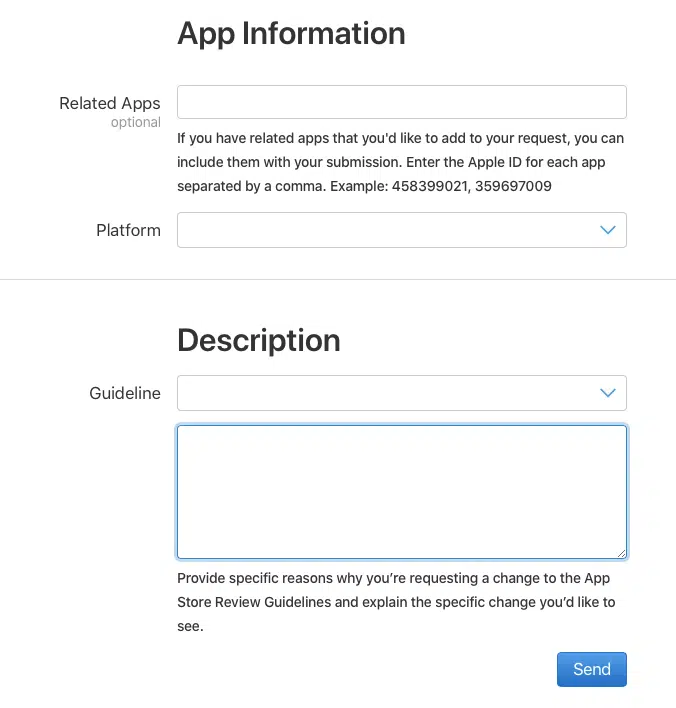 App Information
Related Apps
optional
If you have related apps that you'd like to add to your request, you can
include them with your submission. Enter the Apple ID for each app
separated by a comma. Example: 458399021, 359697009
Platform
Description
Guideline
Provide specific reasons why you’re requesting a change to the App
Store Review Guidelines and explain the specific change you’d like to
see.
Send